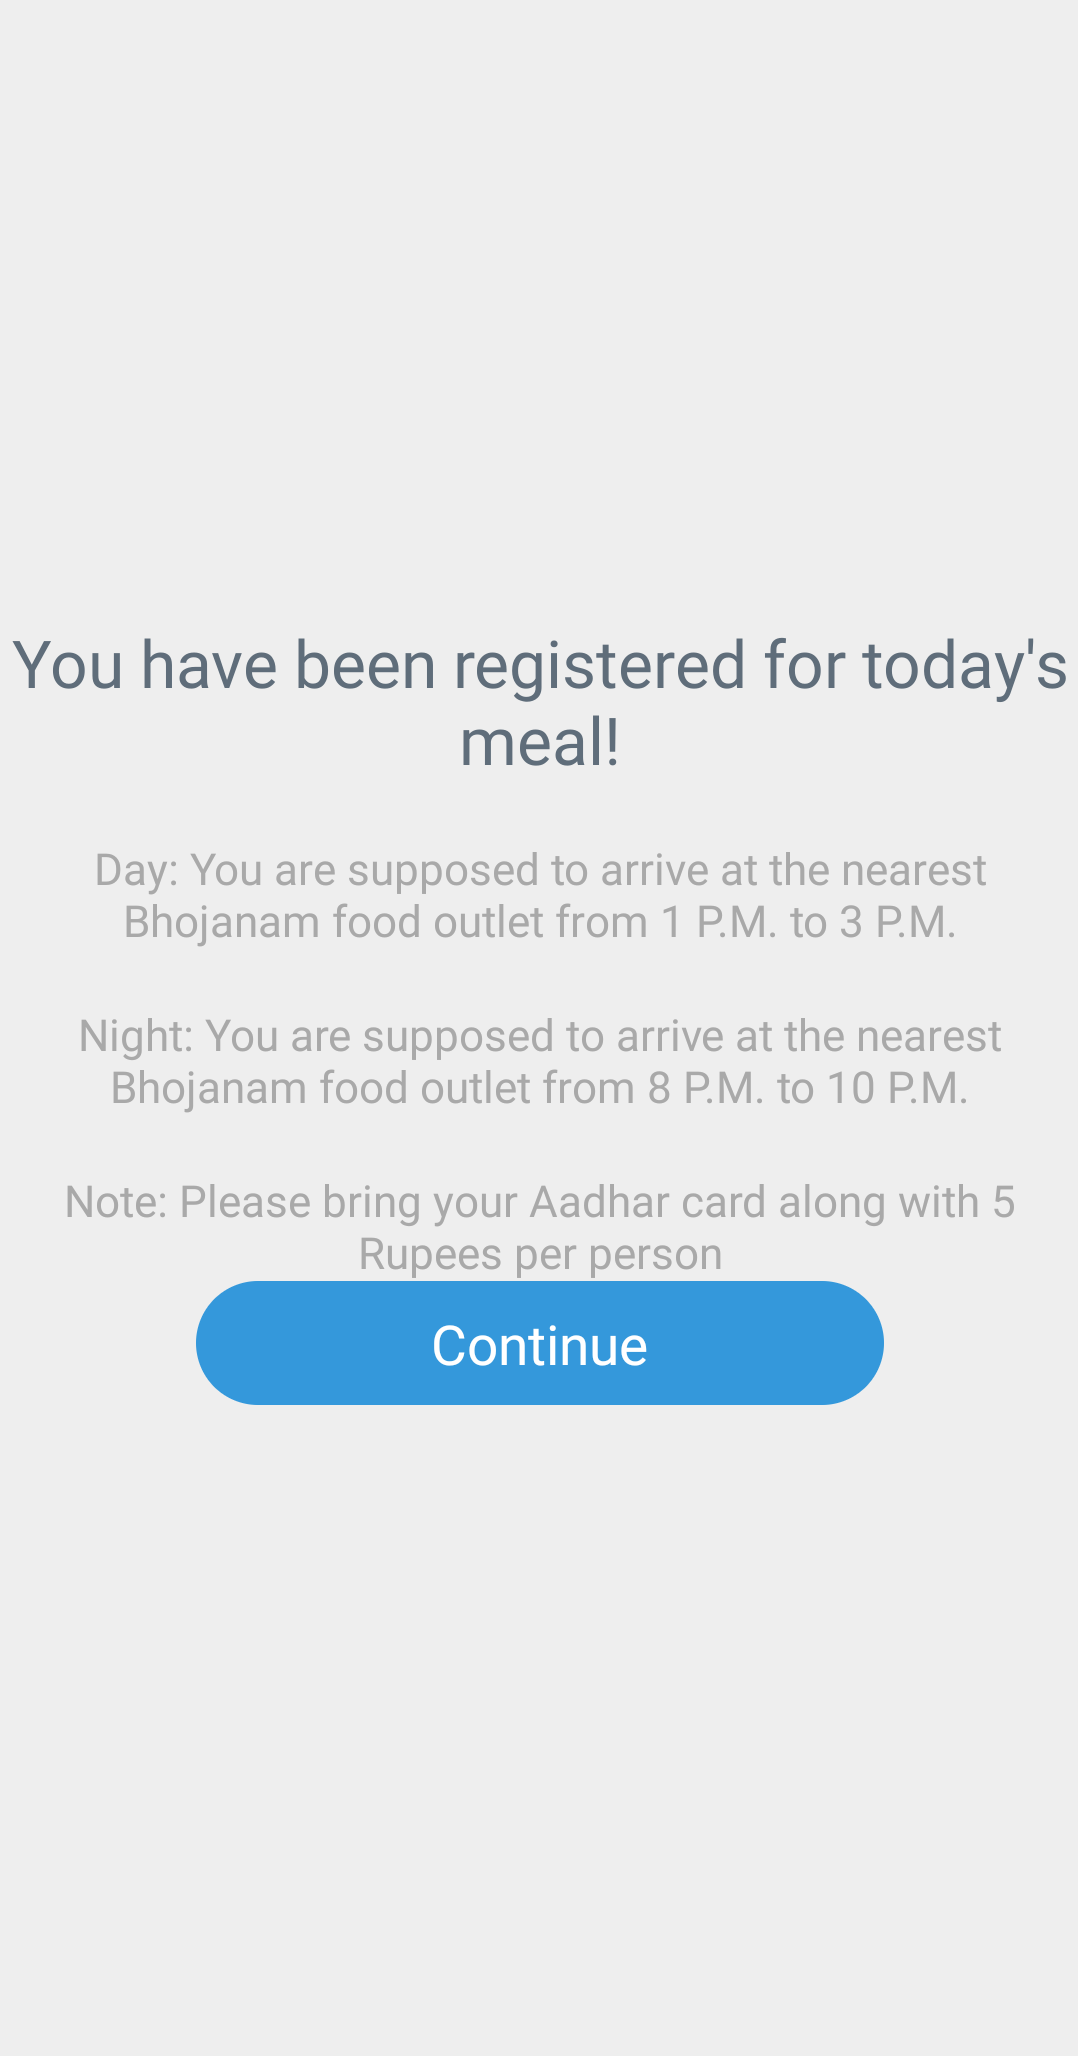 You have been registered for today's
meal!
Day: You are supposed to arrive at the nearest
Bhojanam food outlet from 1 P.M. to 3 P.M.
Night: You are supposed to arrive at the nearest
Bhojanam food outlet from 8 P.M. to 10 P.M.
Note: Please bring your Aadhar card along with 5
Rupees per person
Continue